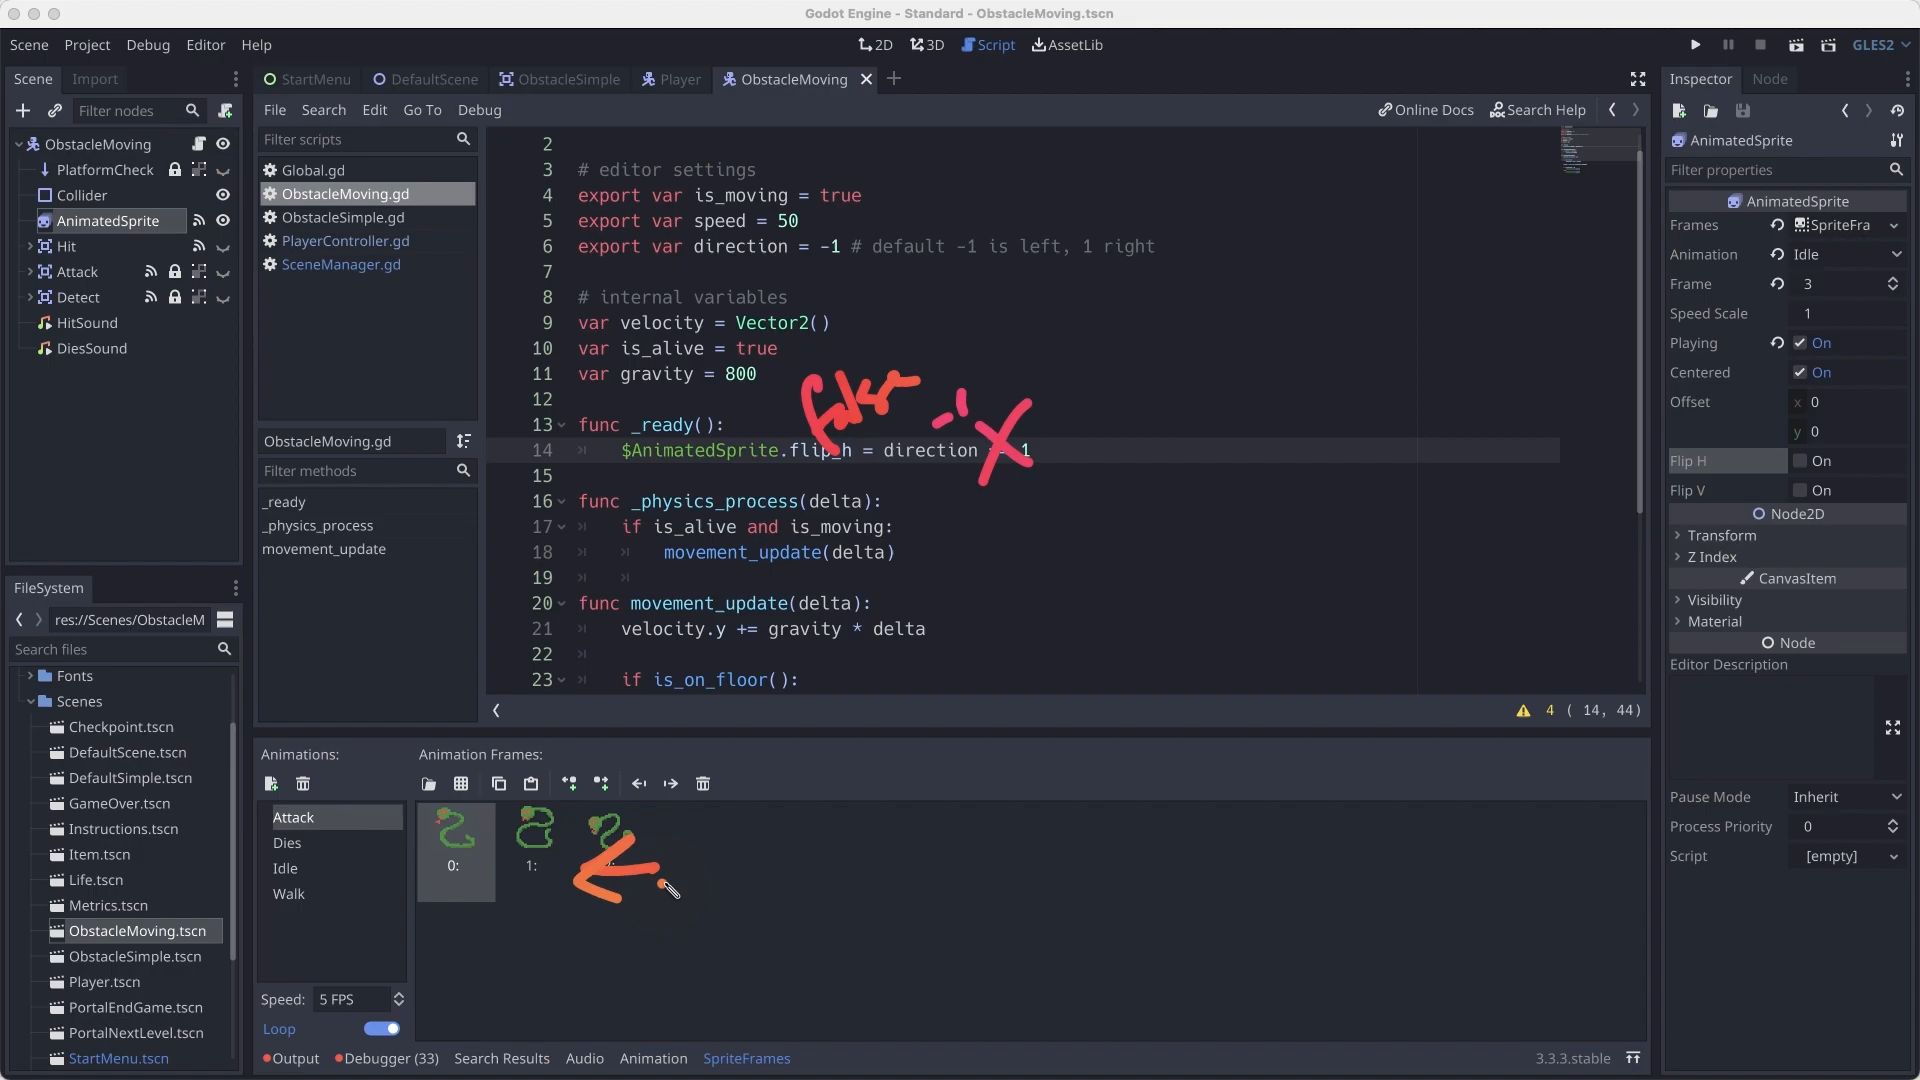 Godot Engine - Standard - ObstacleMoving.tscn
Scene Project Debug Editor Help
2D 3D Script AssetLib
GLES2
Scene Import
StartMenu DefaultScene ObstacleSimple Player ObstacleMoving
Inspector Node
Filter nodes
File Search Edit Go To Debug
Online Docs Search Help
ObstacleMoving
PlatformCheck
Collider
AnimatedSprite
Hit
Attack
Detect
HitSound
DiesSound
Filter scripts
Global.gd
ObstacleMoving.gd
ObstacleSimple.gd
PlayerController.gd
SceneManager.gd
ObstacleMoving.gd
Filter methods
_ready
_physics_process
movement_update
2
3 # editor settings
4 export var is_moving = true
5 export var speed = 50
6 export var direction = -1 # default -1 is left, 1 right
7
8 # internal variables
9 var velocity = Vector2()
10 var is_alive = true
11 var gravity = 800
12
false -1
13 func _ready():
14 $AnimatedSprite.flip_h = direction 1
15
16 func _physics_process(delta):
17 if is_alive and is_moving:
18 movement_update(delta)
19
20 func movement_update(delta):
21 velocity.y += gravity * delta
22
23 if is_on_floor():
4 ( 14, 44)
AnimatedSprite
Filter properties
AnimatedSprite
Frames SpriteFra
Animation Idle
Frame 3
Speed Scale 1
Playing On
Centered On
Offset x 0
y 0
Flip H On
Flip V On
Node2D
Transform
Z Index
CanvasItem
Visibility
Material
Node
Editor Description
Pause Mode Inherit
Process Priority 0
Script [empty]
FileSystem
res://Scenes/ObstacleM
Search files
Fonts
Scenes
Checkpoint.tscn
DefaultScene.tscn
DefaultSimple.tscn
GameOver.tscn
Instructions.tscn
Item.tscn
Life.tscn
Metrics.tscn
ObstacleMoving.tscn
ObstacleSimple.tscn
Player.tscn
PortalEndGame.tscn
PortalNextLevel.tscn
StartMenu.tscn
Animations: Animation Frames:
Attack
Dies
Idle
Walk
0: 1:
Speed: 5 FPS
Loop
Output Debugger (33) Search Results Audio Animation SpriteFrames
3.3.3.stable